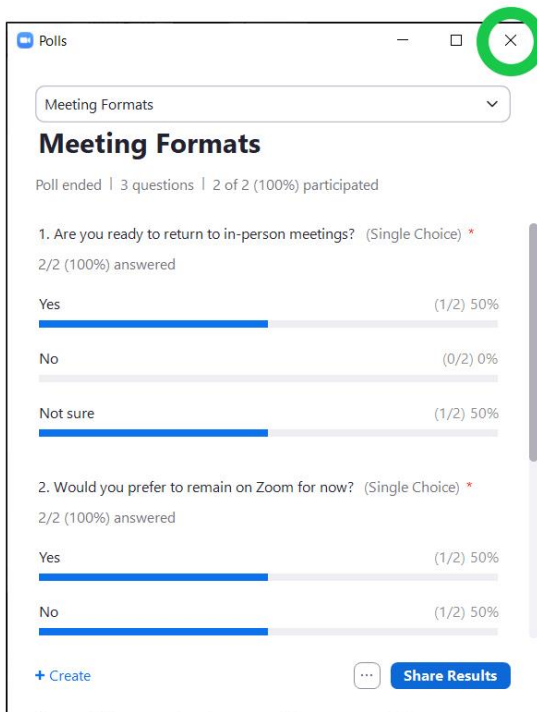 Polls
Meeting Formats
Meeting Formats
Poll ended | 3 questions | 2 of 2 (100%) participated
1. Are you ready to return to in-person meetings? (Single Choice) *
2/2 (100%) answered
Yes (1/2) 50%
No (0/2) 0%
Not sure (1/2) 50%
2. Would you prefer to remain on Zoom for now? (Single Choice) *
2/2 (100%) answered
Yes (1/2) 50%
No (1/2) 50%
+ Create ... Share Results